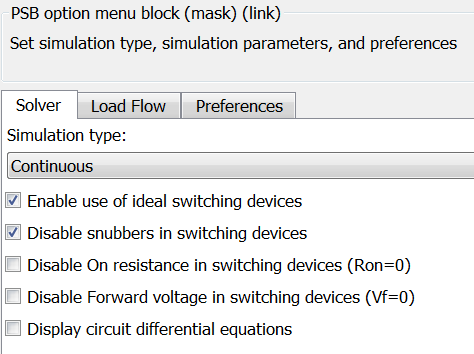 PSB option menu block (mask) (link)
Set simulation type, simulation parameters, and preferences
Solver Load Flow Preferences
Simulation type:
Continuous
Enable use of ideal switching devices
Disable snubbers in switching devices
Disable On resistance in switching devices (Ron=0)
Disable Forward voltage in switching devices (Vf=0)
Display circuit differential equations